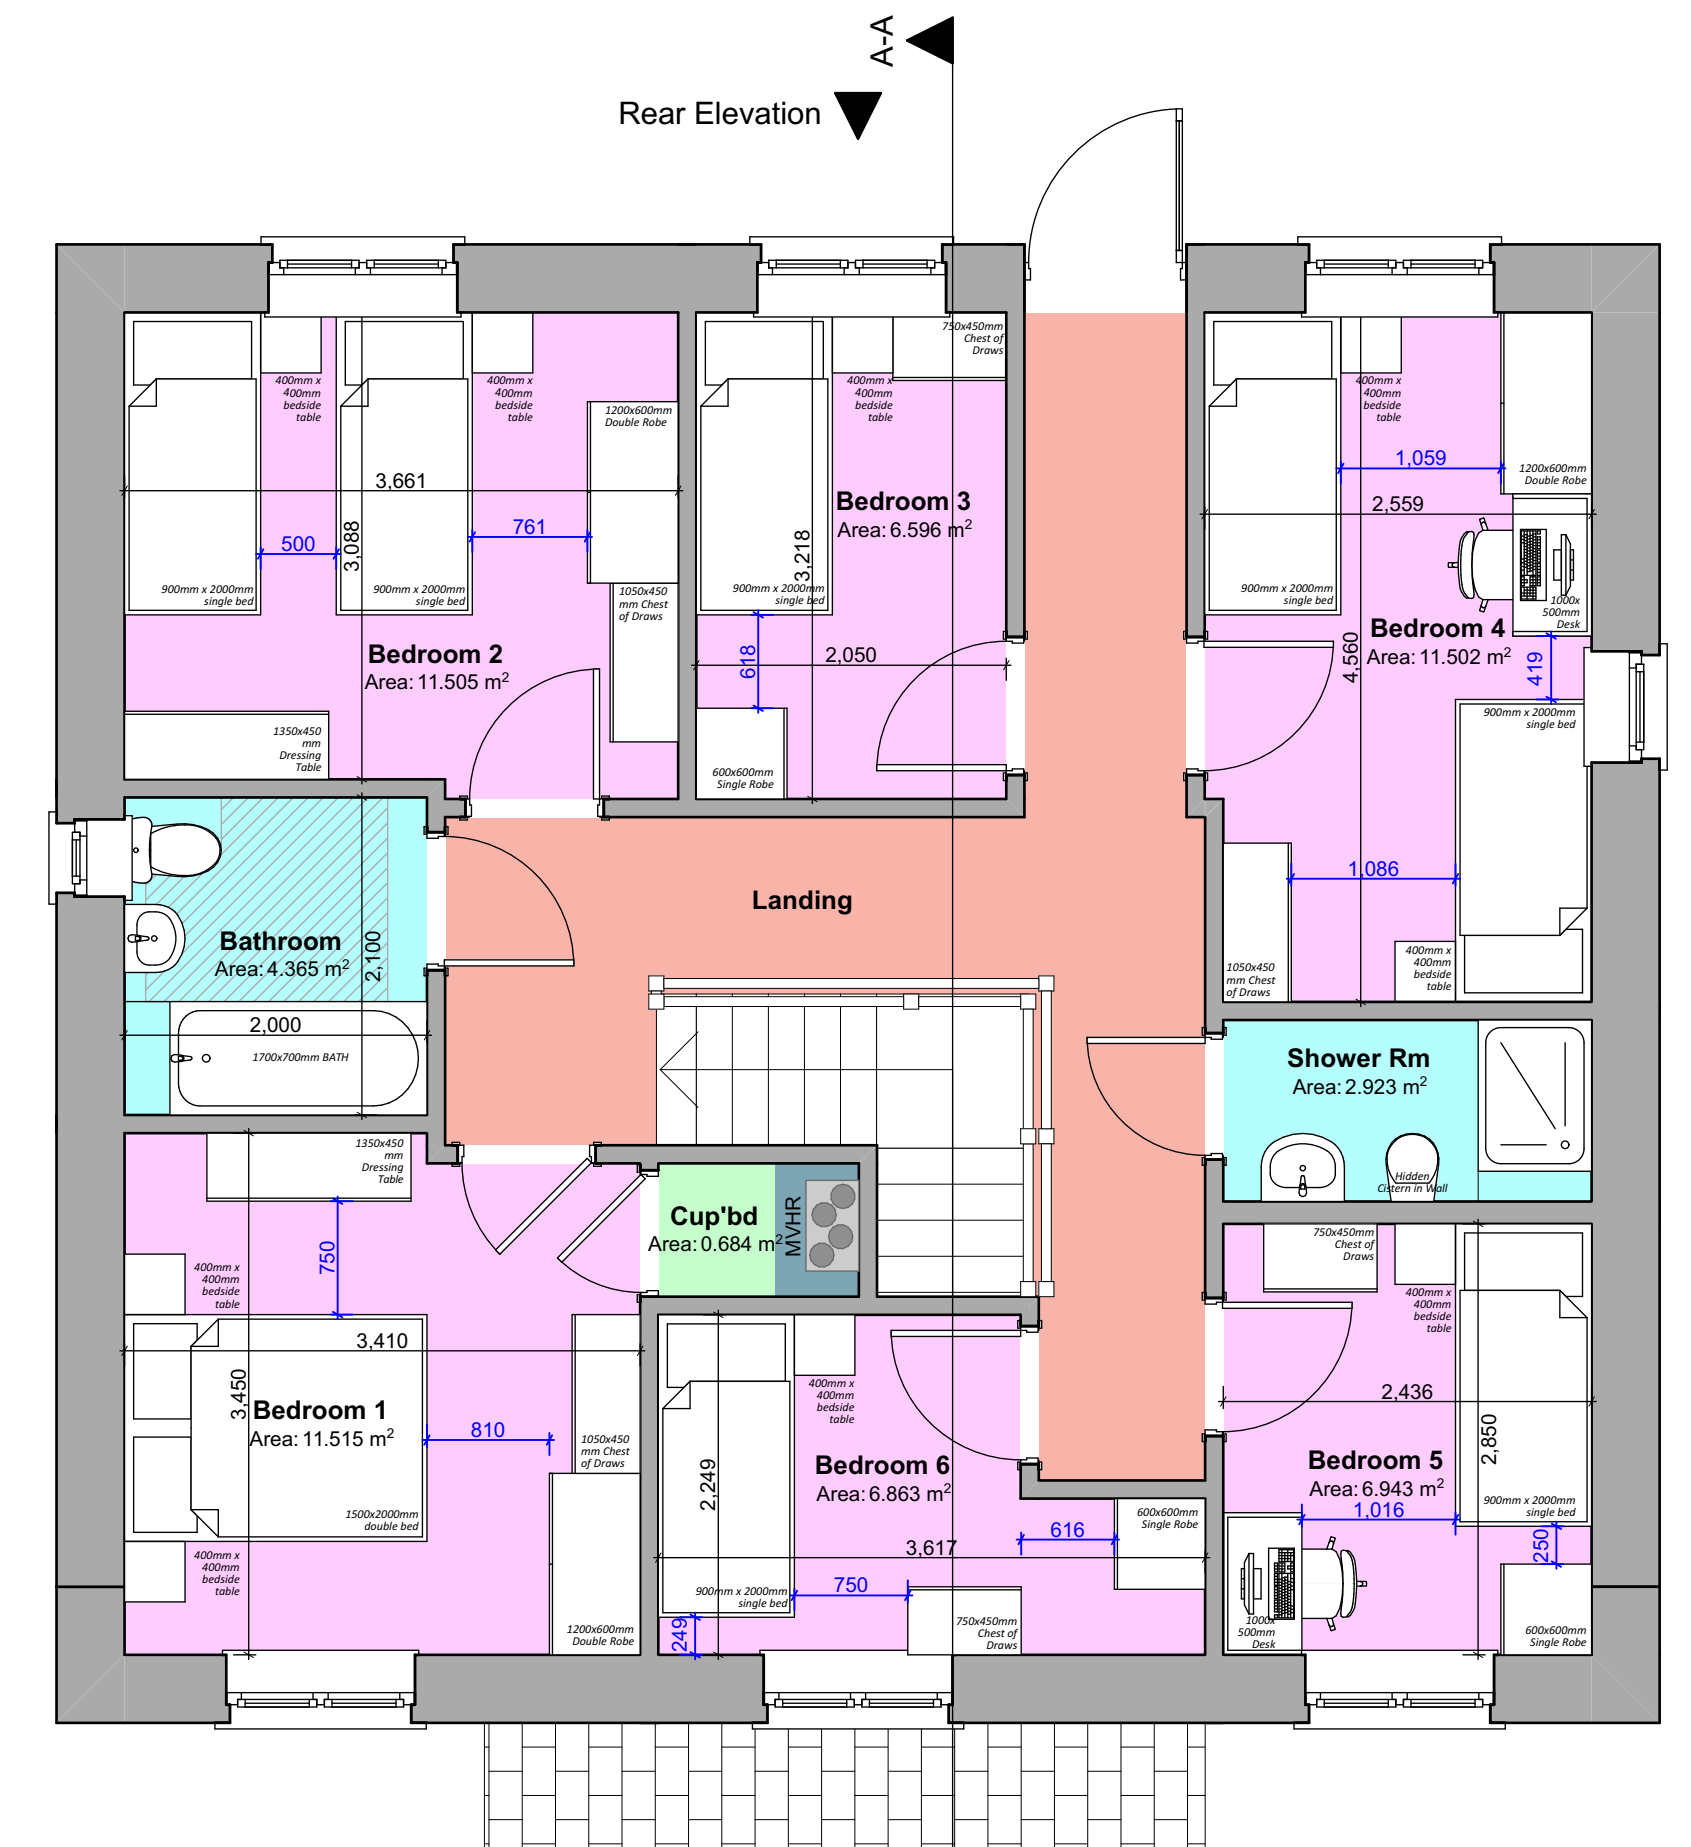 A-A
Rear Elevation
400mm x
400mm
bedside
table
400mm x
400mm
bedside
table
1200x600mm
Double Robe
3,661
3,088
500
761
900mm x 2000mm
single bed
900mm x 2000mm
single bed
1050x450
mm Chest
of Draws
Bedroom 2
Area: 11.505 m²
1350x450
mm
Dressing
Table
750x450mm
Chest of
Draws
400mm x
400mm
bedside
table
Bedroom 3
Area: 6.596 m²
3,218
900mm x 2000mm
single bed
618
2,050
600x600mm
Single Robe
400mm x
400mm
bedside
table
1,059
1200x600mm
Double Robe
2,559
900mm x 2000mm
single bed
1000x
500mm
Desk
Bedroom 4
Area: 11.502 m²
4,560
419
900mm x 2000mm
single bed
1,086
1050x450
mm Chest
of Draws
400mm x
400mm
bedside
table
Landing
Bathroom
Area: 4.365 m²
2,100
2,000
1700x700mm BATH
Shower Rm
Area: 2.923 m²
Hidden
Cistern in Wall
1350x450
mm
Dressing
Table
750
400mm x
400mm
bedside
table
3,410
3,450
Bedroom 1
Area: 11.515 m²
810
1050x450
mm Chest
of Draws
1500x2000mm
double bed
400mm x
400mm
bedside
table
1200x600mm
Double Robe
Cup'bd
Area: 0.684 m²
MVHR
400mm x
400mm
bedside
table
2,249
Bedroom 6
Area: 6.863 m²
616
600x600mm
Single Robe
3,617
900mm x 2000mm
single bed
750
249
750x450mm
Chest of
Draws
750x450mm
Chest of
Draws
400mm x
400mm
bedside
table
2,436
2,850
Bedroom 5
Area: 6.943 m²
1,016
900mm x 2000mm
single bed
250
1000x
500mm
Desk
600x600mm
Single Robe